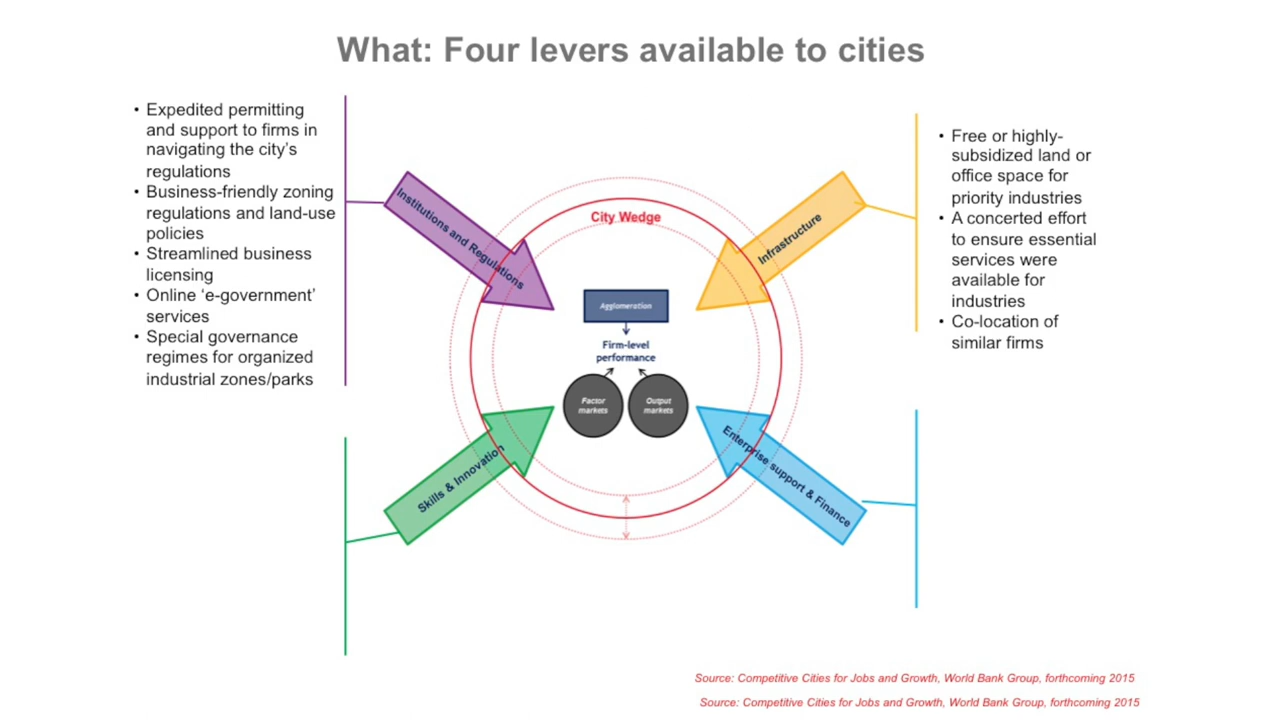 What: Four levers available to cities
• Expedited permitting
and support to firms in
navigating the city’s
regulations
• Business-friendly zoning
regulations and land-use
policies
• Streamlined business
licensing
• Online ‘e-government’
services
• Special governance
regimes for organized
industrial zones/parks
Institutions and Regulations
City Wedge
Infrastructure
• Free or highly-
subsidized land or
office space for
priority industries
• A concerted effort
to ensure essential
services were
available for
industries
• Co-location of
similar firms
Agglomeration
Firm-level
performance
Factor
markets
Output
markets
Skills & Innovation
Enterprise support & Finance
Source: Competitive Cities for Jobs and Growth, World Bank Group, forthcoming 2015
Source: Competitive Cities for Jobs and Growth, World Bank Group, forthcoming 2015